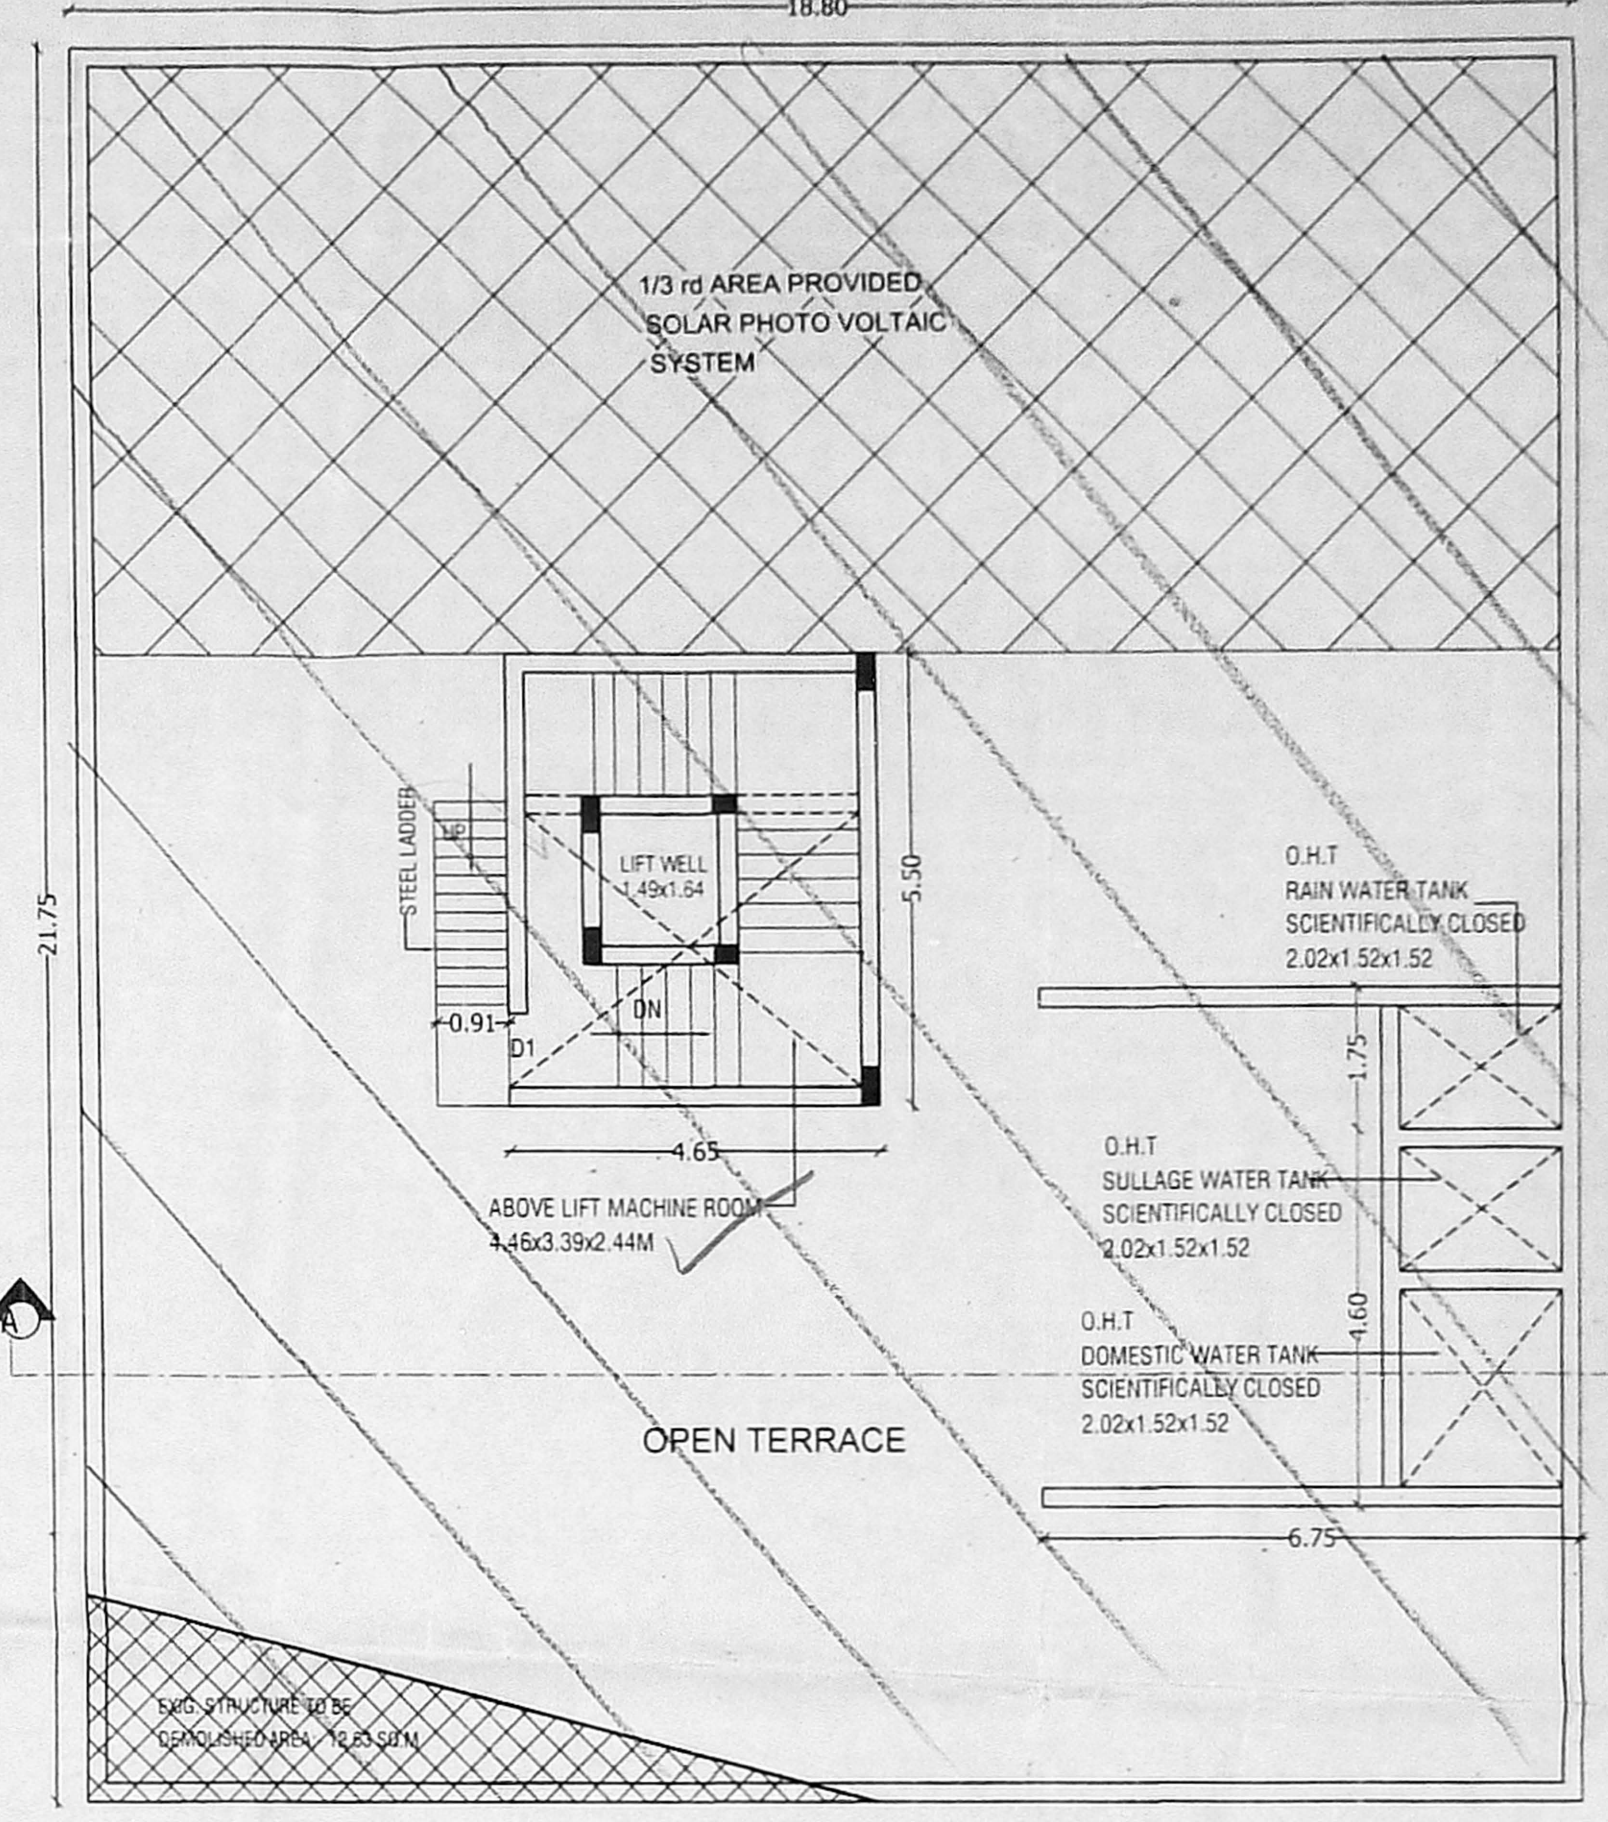 18.80
1/3 rd AREA PROVIDED
SOLAR PHOTO VOLTAIC
SYSTEM
21.75
STEEL LADDER
UP
LIFT WELL
1.49x1.64
5.50
DN
0.91
D1
4.65
ABOVE LIFT MACHINE ROOM
4.46x3.39x2.44M
O.H.T
RAIN WATER TANK
SCIENTIFICALLY CLOSED
2.02x1.52x1.52
1.75
O.H.T
SULLAGE WATER TANK
SCIENTIFICALLY CLOSED
2.02x1.52x1.52
4.60
O.H.T
DOMESTIC WATER TANK
SCIENTIFICALLY CLOSED
2.02x1.52x1.52
A
OPEN TERRACE
6.75
EXIG. STRUCTURE TO BE
DEMOLISHED AREA: 12.63 SQ.M